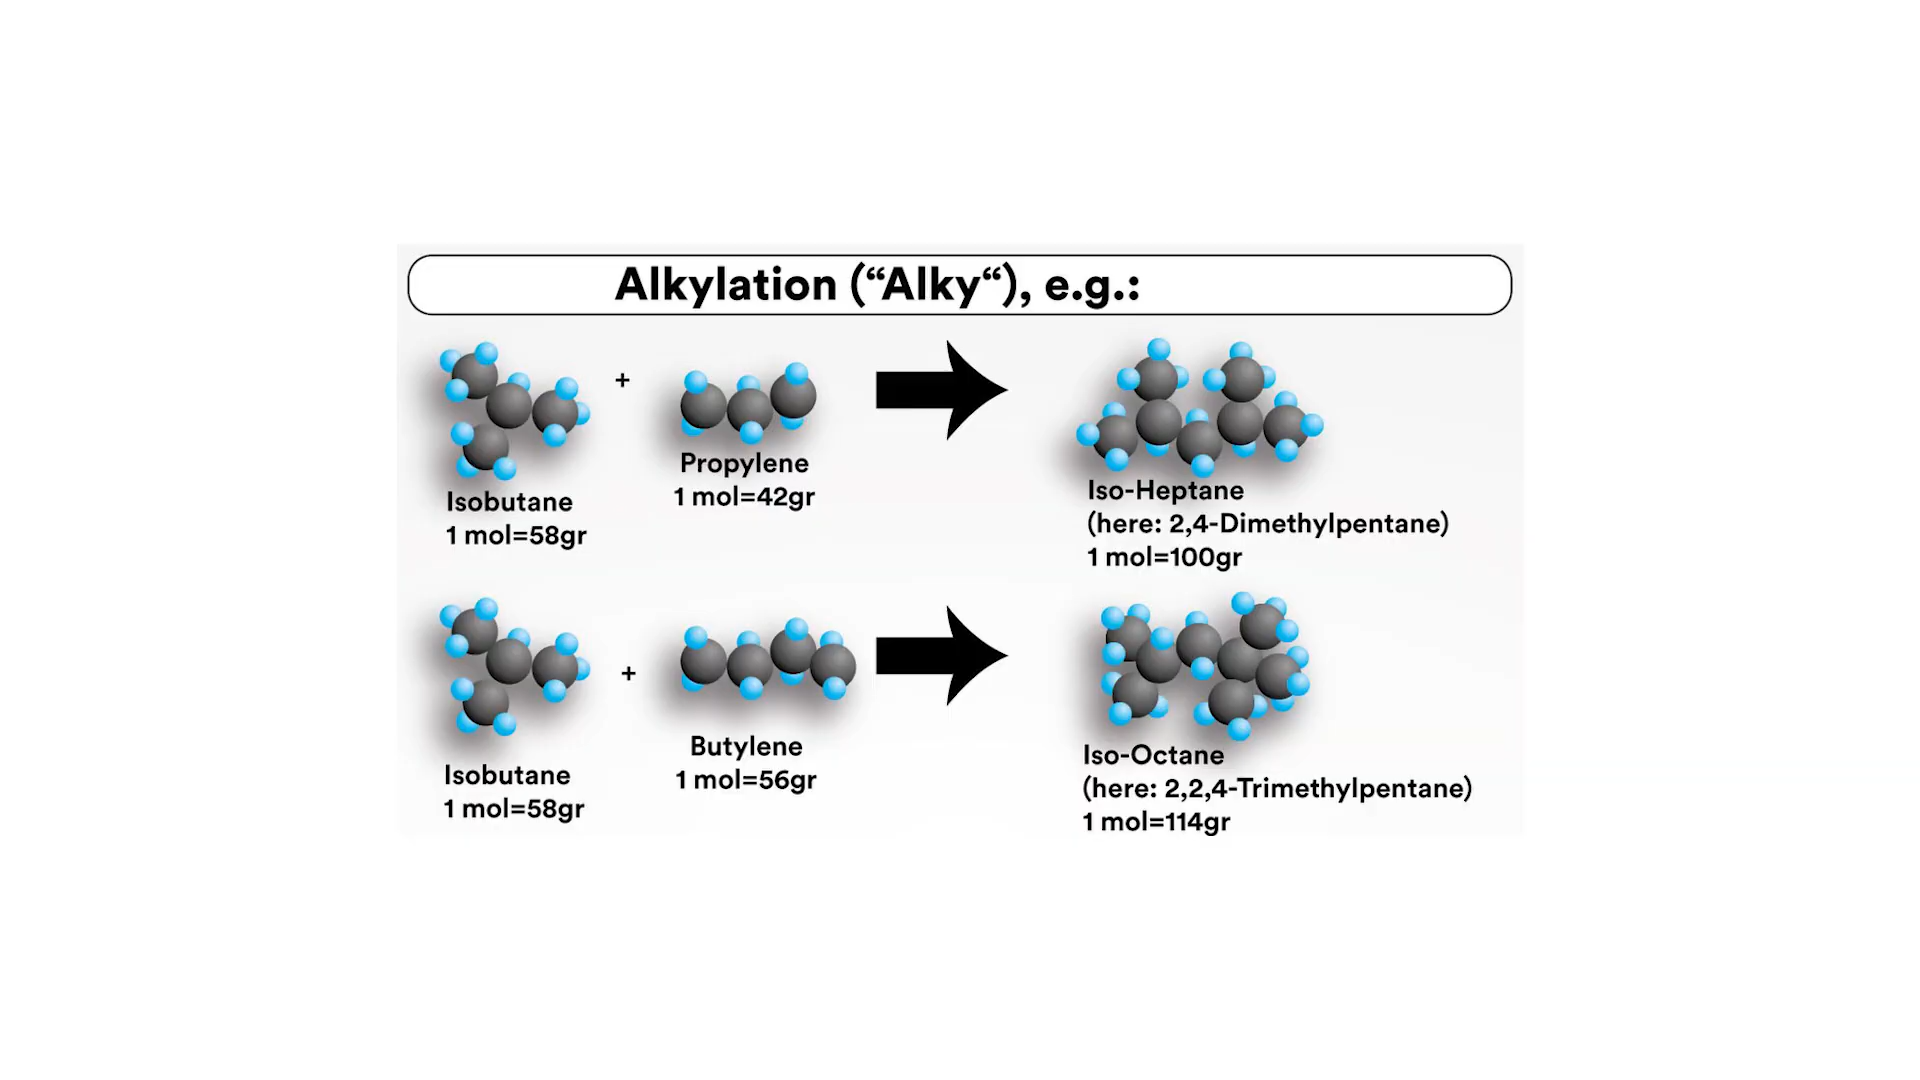 Alkylation (“Alky“), e.g.:
+
Propylene
1 mol=42gr
Isobutane
1 mol=58gr
Iso-Heptane
(here: 2,4-Dimethylpentane)
1 mol=100gr
+
Butylene
1 mol=56gr
Isobutane
1 mol=58gr
Iso-Octane
(here: 2,2,4-Trimethylpentane)
1 mol=114gr